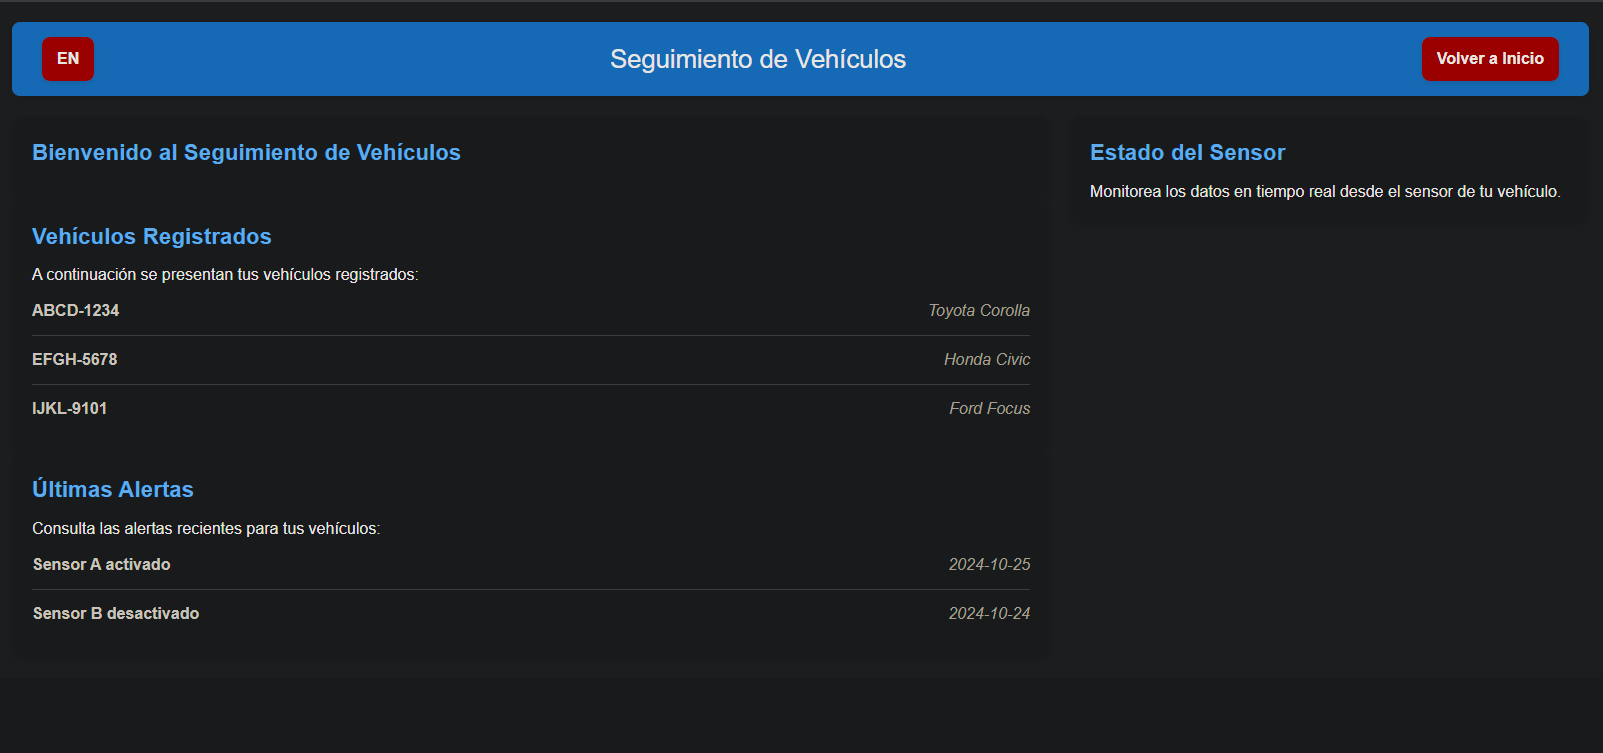 EN
Seguimiento de Vehículos
Volver a Inicio
Bienvenido al Seguimiento de Vehículos
Vehículos Registrados
A continuación se presentan tus vehículos registrados:
ABCD-1234 Toyota Corolla
EFGH-5678 Honda Civic
IJKL-9101 Ford Focus
Últimas Alertas
Consulta las alertas recientes para tus vehículos:
Sensor A activado 2024-10-25
Sensor B desactivado 2024-10-24
Estado del Sensor
Monitorea los datos en tiempo real desde el sensor de tu vehículo.